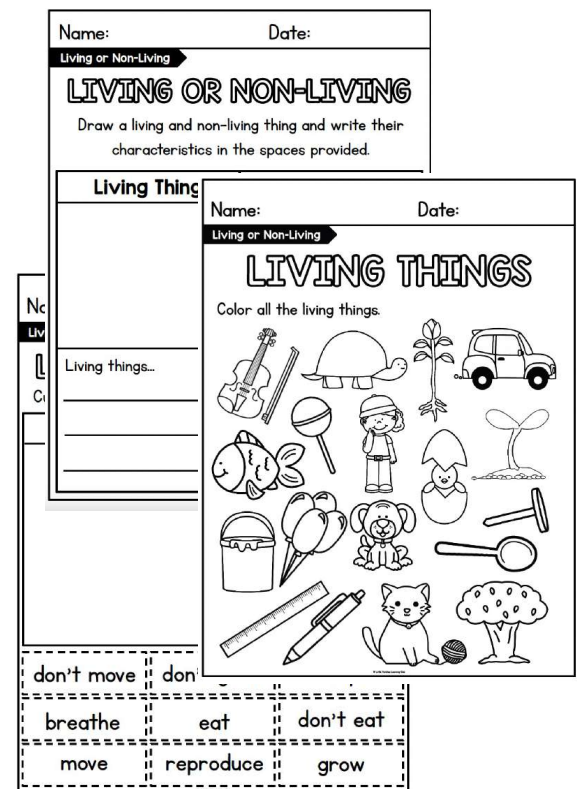 Name: Date:
Living or Non-Living
LIVING OR NON-LIVING
Draw a living and non-living thing and write their
characteristics in the spaces provided.
Living Thing
Living things...
Name: Date:
Living or Non-Living
LIVING THINGS
Color all the living things.
don't move
breathe eat don't eat
move reproduce grow